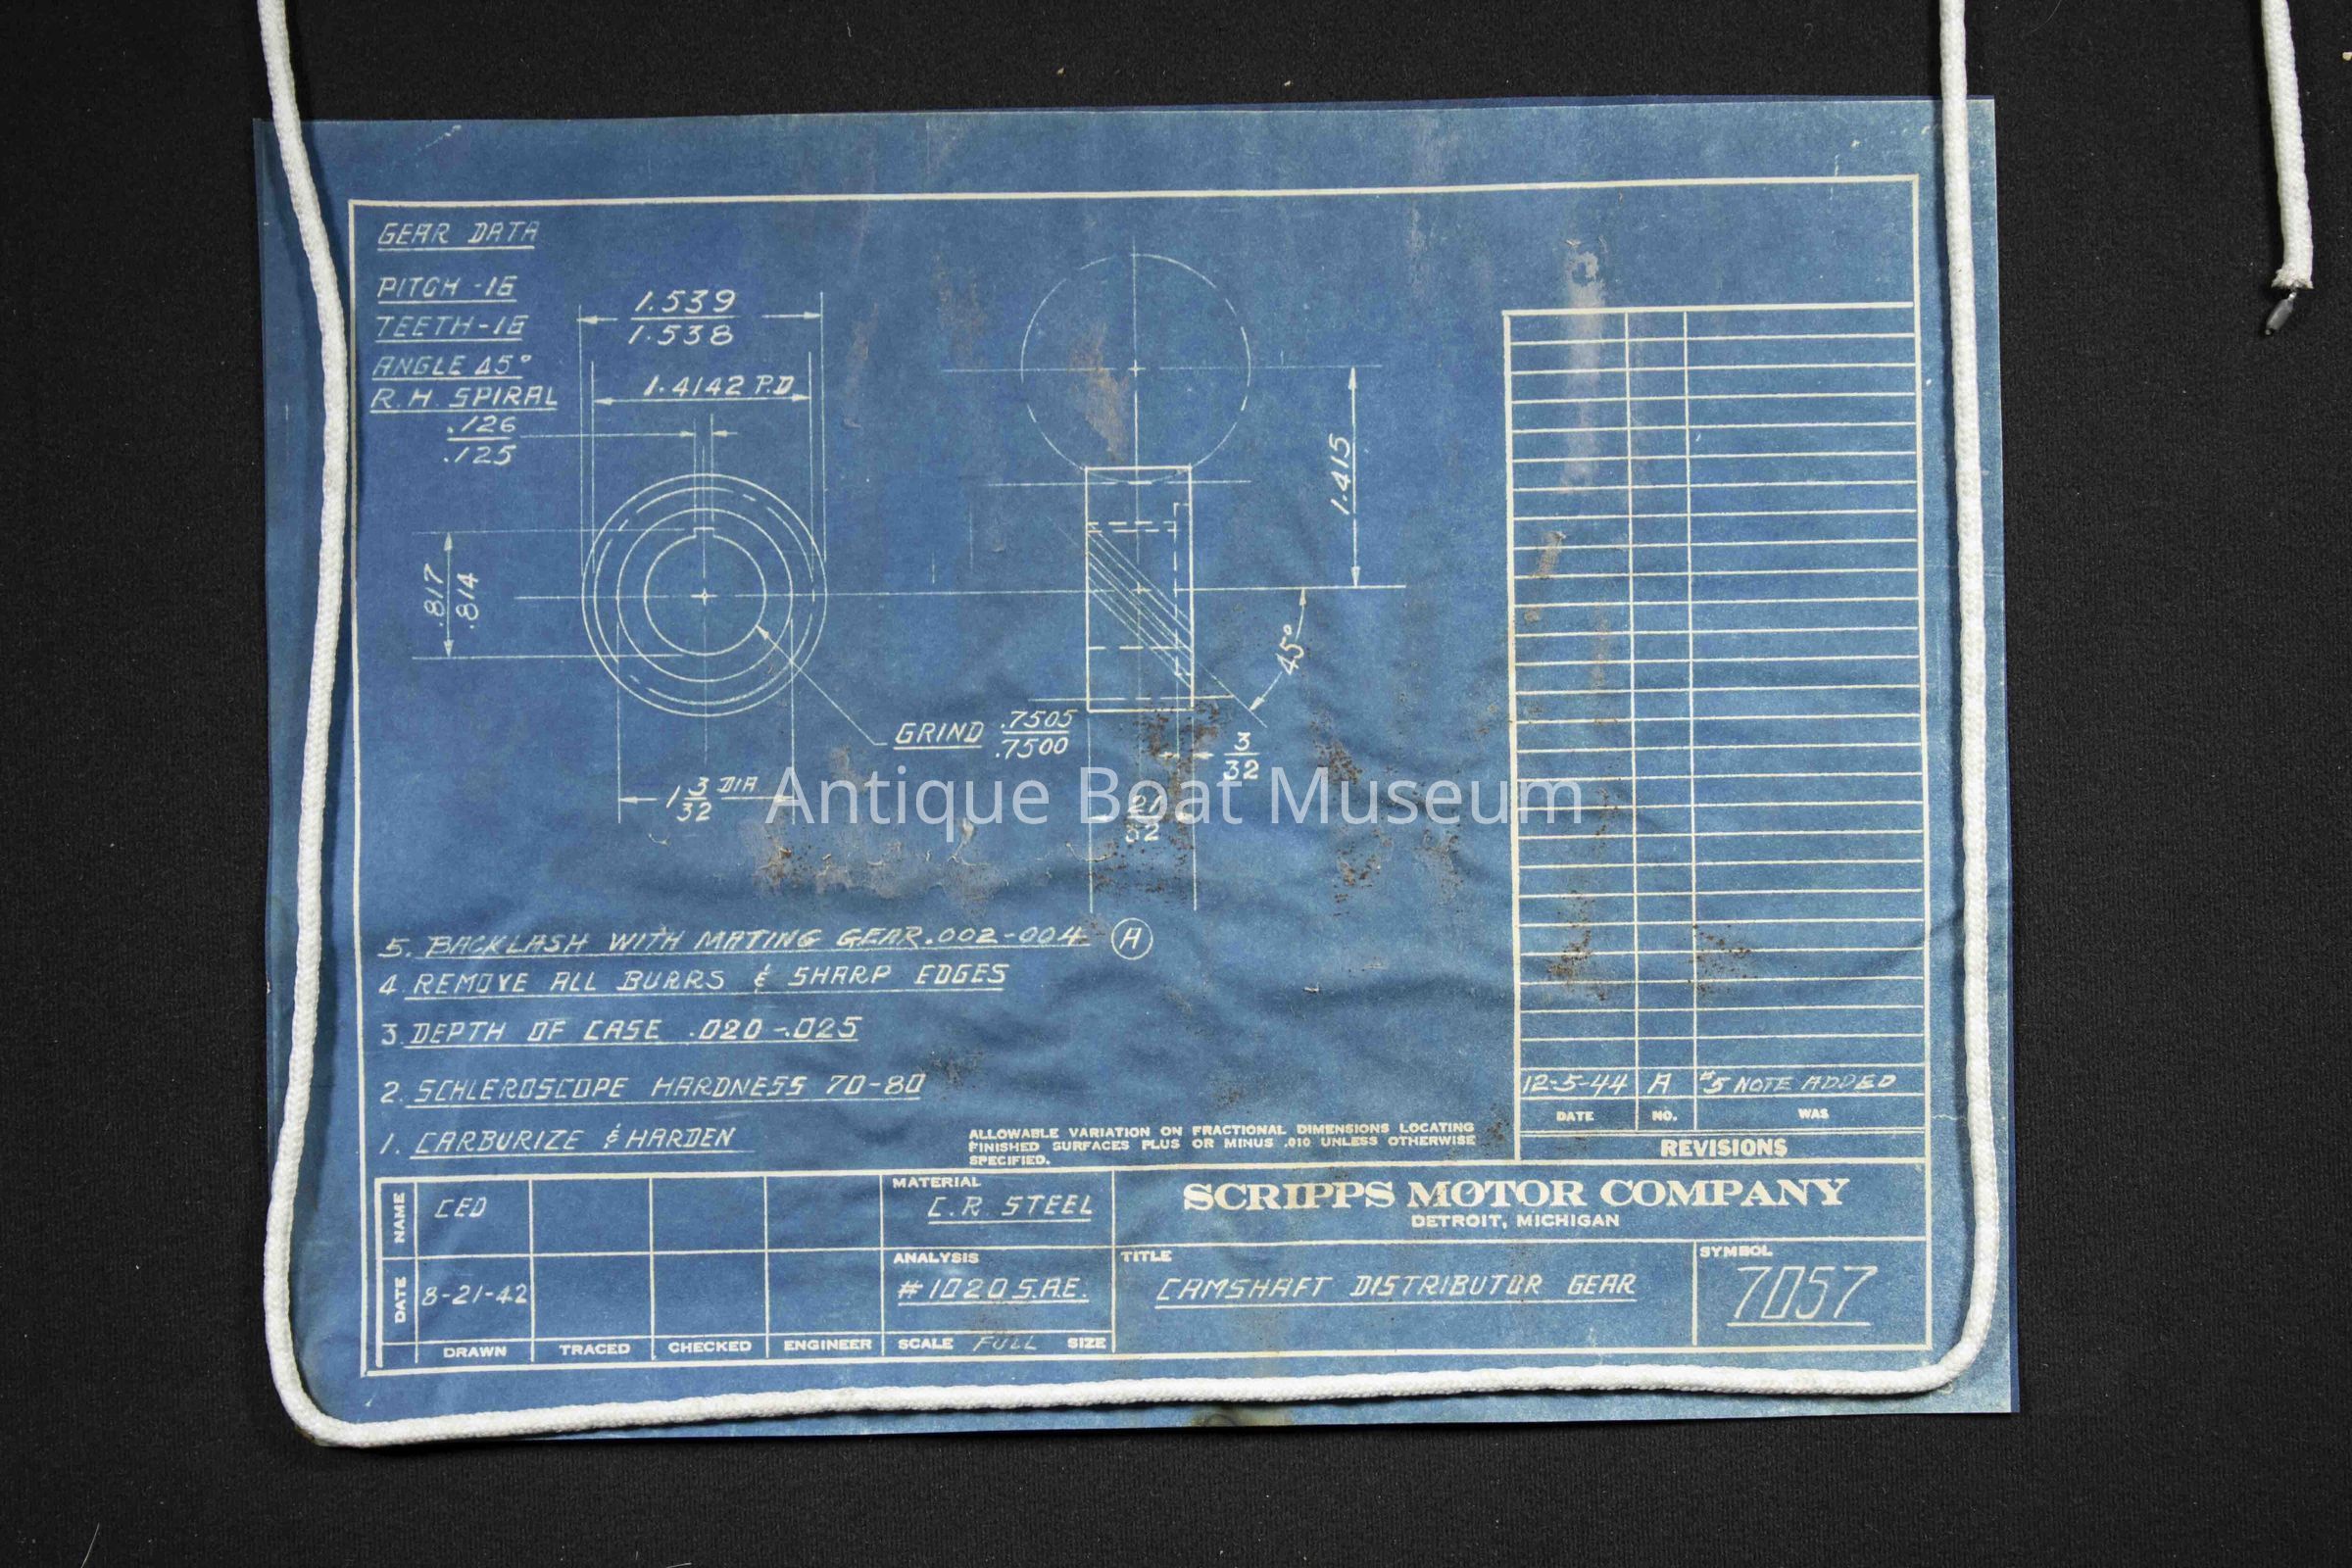 GEAR DATA
PITCH -16
TEETH-16
ANGLE 45°
R.H. SPIRAL
.126
.125
1.539
1.538
1.4142 P.D.
.817
.814
1.415
45°
GRIND .7505
.7500
3
32
1 3 DIA.
32
21
32
Antique Boat Museum
5. BACKLASH WITH MATING GEAR .002-004 A
4 REMOVE ALL BURRS & SHARP EDGES
3. DEPTH OF CASE .020-.025
2. SCHLEROSCOPE HARDNESS 70-80
1. CARBURIZE & HARDEN
ALLOWABLE VARIATION ON FRACTIONAL DIMENSIONS LOCATING
FINISHED SURFACES PLUS OR MINUS .010 UNLESS OTHERWISE
SPECIFIED.
12-5-44 A #5 NOTE ADDED
DATE NO. WAS
REVISIONS
NAME CED
DATE 8-21-42
DRAWN TRACED CHECKED ENGINEER
MATERIAL
C.R. STEEL
ANALYSIS
#1020 S.A.E.
SCALE FULL SIZE
SCRIPPS MOTOR COMPANY
DETROIT, MICHIGAN
TITLE
CAMSHAFT DISTRIBUTOR GEAR
SYMBOL
7057